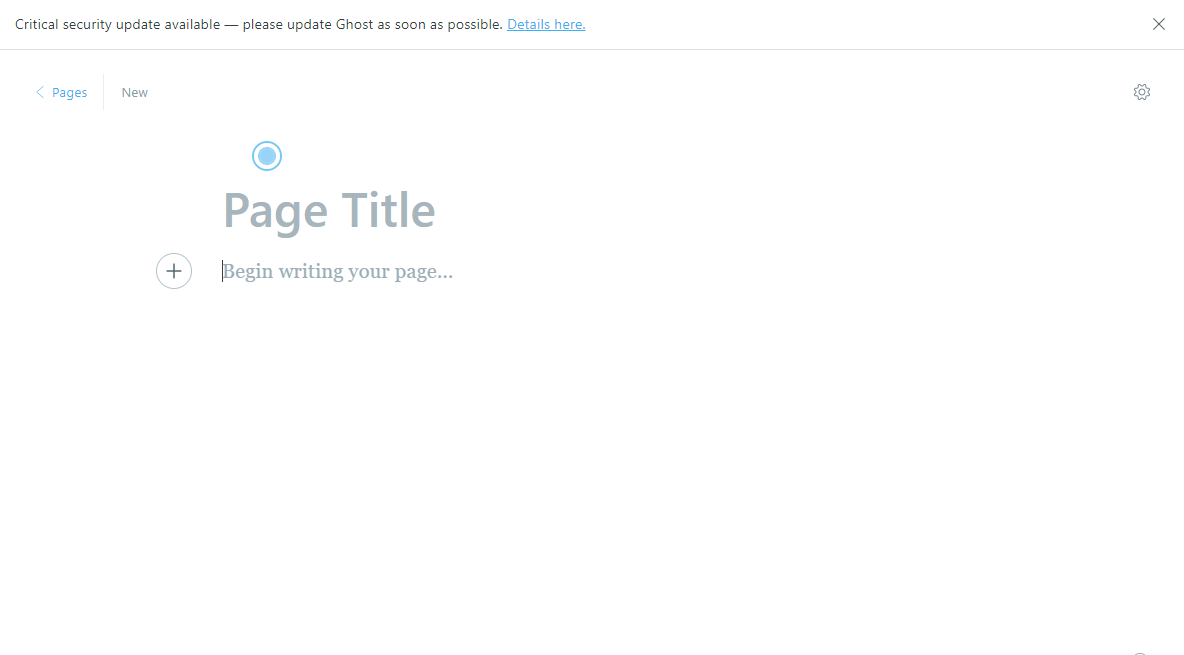 Critical security update available — please update Ghost as soon as possible. Details here.
Pages
New
Page Title
Begin writing your page...